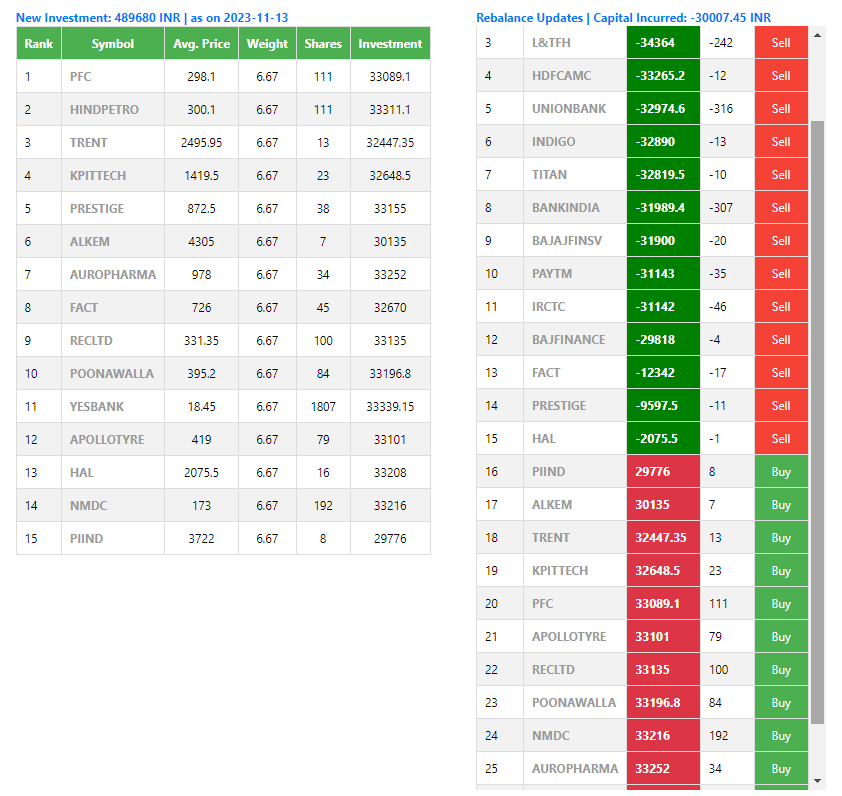 New Investment: 489680 INR | as on 2023-11-13
Rank Symbol Avg. Price Weight Shares Investment
1 PFC 298.1 6.67 111 33089.1
2 HINDPETRO 300.1 6.67 111 33311.1
3 TRENT 2495.95 6.67 13 32447.35
4 KPITTECH 1419.5 6.67 23 32648.5
5 PRESTIGE 872.5 6.67 38 33155
6 ALKEM 4305 6.67 7 30135
7 AUROPHARMA 978 6.67 34 33252
8 FACT 726 6.67 45 32670
9 RECLTD 331.35 6.67 100 33135
10 POONAWALLA 395.2 6.67 84 33196.8
11 YESBANK 18.45 6.67 1807 33339.15
12 APOLLOTYRE 419 6.67 79 33101
13 HAL 2075.5 6.67 16 33208
14 NMDC 173 6.67 192 33216
15 PIIND 3722 6.67 8 29776
Rebalance Updates | Capital Incurred: -30007.45 INR
3 L&TFH -34364 -242 Sell
4 HDFCAMC -33265.2 -12 Sell
5 UNIONBANK -32974.6 -316 Sell
6 INDIGO -32890 -13 Sell
7 TITAN -32819.5 -10 Sell
8 BANKINDIA -31989.4 -307 Sell
9 BAJAJFINSV -31900 -20 Sell
10 PAYTM -31143 -35 Sell
11 IRCTC -31142 -46 Sell
12 BAJFINANCE -29818 -4 Sell
13 FACT -12342 -17 Sell
14 PRESTIGE -9597.5 -11 Sell
15 HAL -2075.5 -1 Sell
16 PIIND 29776 8 Buy
17 ALKEM 30135 7 Buy
18 TRENT 32447.35 13 Buy
19 KPITTECH 32648.5 23 Buy
20 PFC 33089.1 111 Buy
21 APOLLOTYRE 33101 79 Buy
22 RECLTD 33135 100 Buy
23 POONAWALLA 33196.8 84 Buy
24 NMDC 33216 192 Buy
25 AUROPHARMA 33252 34 Buy